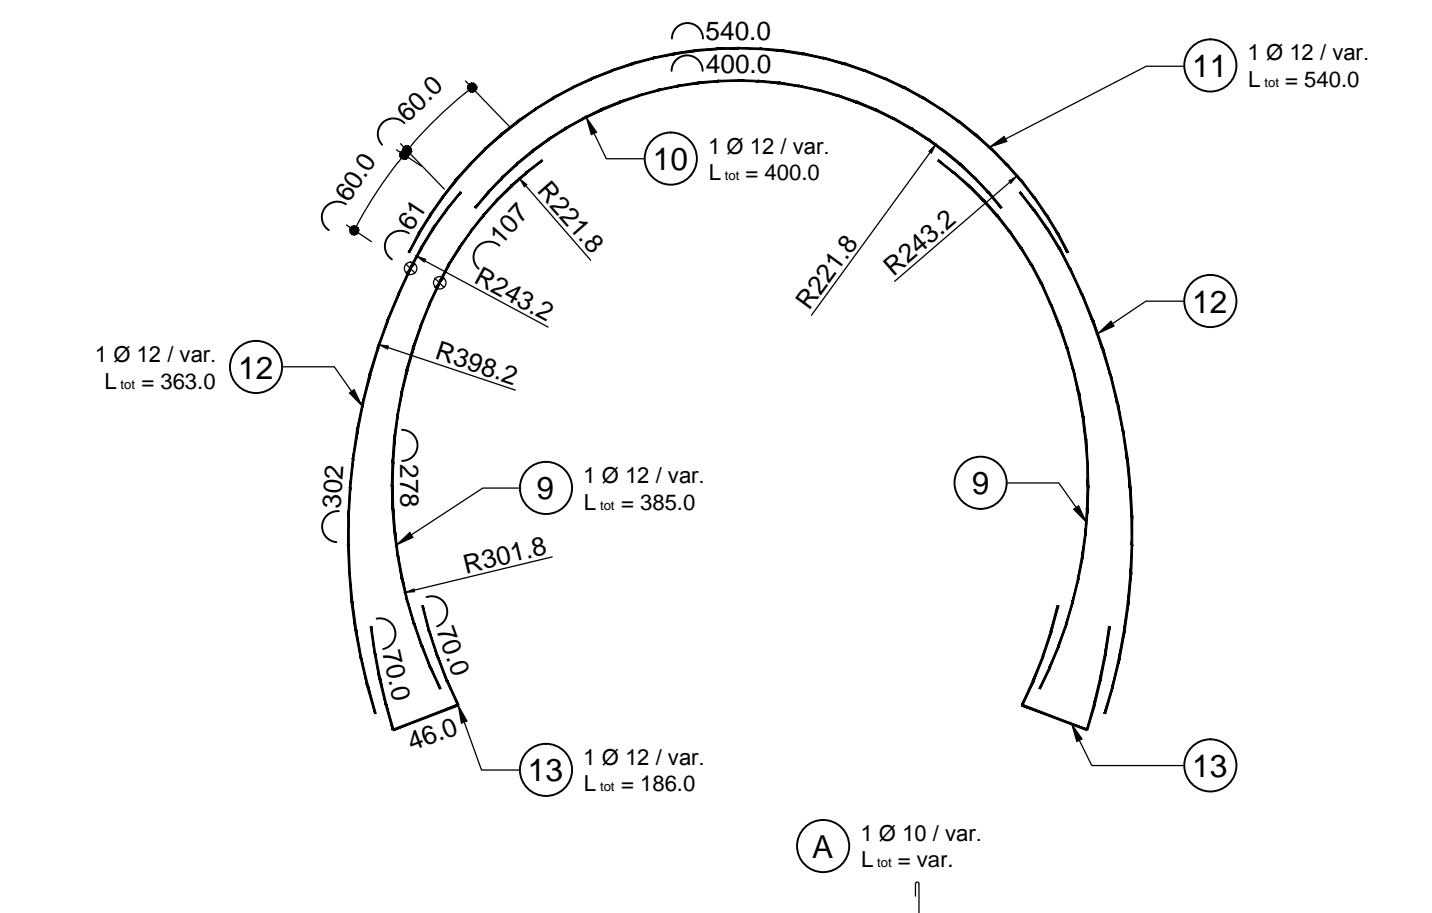 540.0
400.0
60.0
60.0
61
107
11
1 Ø 12 / var.
L tot = 540.0
10
1 Ø 12 / var.
L tot = 400.0
R221.8
R243.2
R221.8
R243.2
12
1 Ø 12 / var.
L tot = 363.0
12
R398.2
302
278
9
1 Ø 12 / var.
L tot = 385.0
9
R301.8
70.0
70.0
46.0
13
1 Ø 12 / var.
L tot = 186.0
13
A
1 Ø 10 / var.
L tot = var.